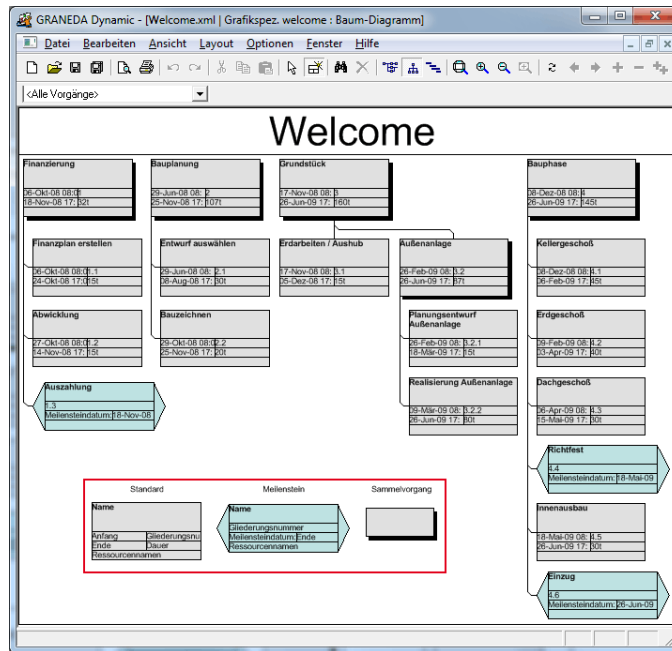 GRANEDA Dynamic - [Welcome.xml | Grafikspez. welcome : Baum-Diagramm]
Datei Bearbeiten Ansicht Layout Optionen Fenster Hilfe
<Alle Vorgänge>
Welcome
Finanzierung
06-Okt-08 08:0 1
18-Nov-08 17: 32t
Bauplanung
29-Jun-08 08: 2
25-Nov-08 17: 107t
Grundstück
17-Nov-08 08: 3
26-Jun-09 17: 160t
Bauphase
08-Dez-08 08: 4
26-Jun-09 17: 145t
Finanzplan erstellen
06-Okt-08 08:0 1.1
24-Okt-08 17:0 15t
Entwurf auswählen
29-Jun-08 08: 2.1
08-Aug-08 17: 30t
Erdarbeiten / Aushub
17-Nov-08 08: 3.1
05-Dez-08 17: 15t
Außenanlage
26-Feb-09 08: 3.2
26-Jun-09 17: 87t
Kellergeschoß
08-Dez-08 08: 4.1
06-Feb-09 17: 45t
Abwicklung
27-Okt-08 08:0 1.2
14-Nov-08 17: 15t
Bauzeichnen
29-Okt-08 08:0 2.2
25-Nov-08 17: 20t
Planungsentwurf
Außenanlage
26-Feb-09 08: 3.2.1
18-Mär-09 17: 15t
Erdgeschoß
09-Feb-09 08: 4.2
03-Apr-09 17: 40t
Auszahlung
1.3
Meilensteindatum: 18-Nov-08
Realisierung Außenanlage
09-Mär-09 08: 3.2.2
26-Jun-09 17: 80t
Dachgeschoß
06-Apr-09 08: 4.3
15-Mai-09 17: 30t
Richtfest
4.4
Meilensteindatum: 18-Mai-09
Innenausbau
18-Mai-09 08: 4.5
26-Jun-09 17: 30t
Einzug
4.6
Meilensteindatum: 26-Jun-09
Standard Meilenstein Sammelvorgang
Name
Anfang Gliederungsnu
Ende Dauer
Ressourcennamen
Name
Gliederungsnummer
Meilensteindatum: Ende
Ressourcennamen